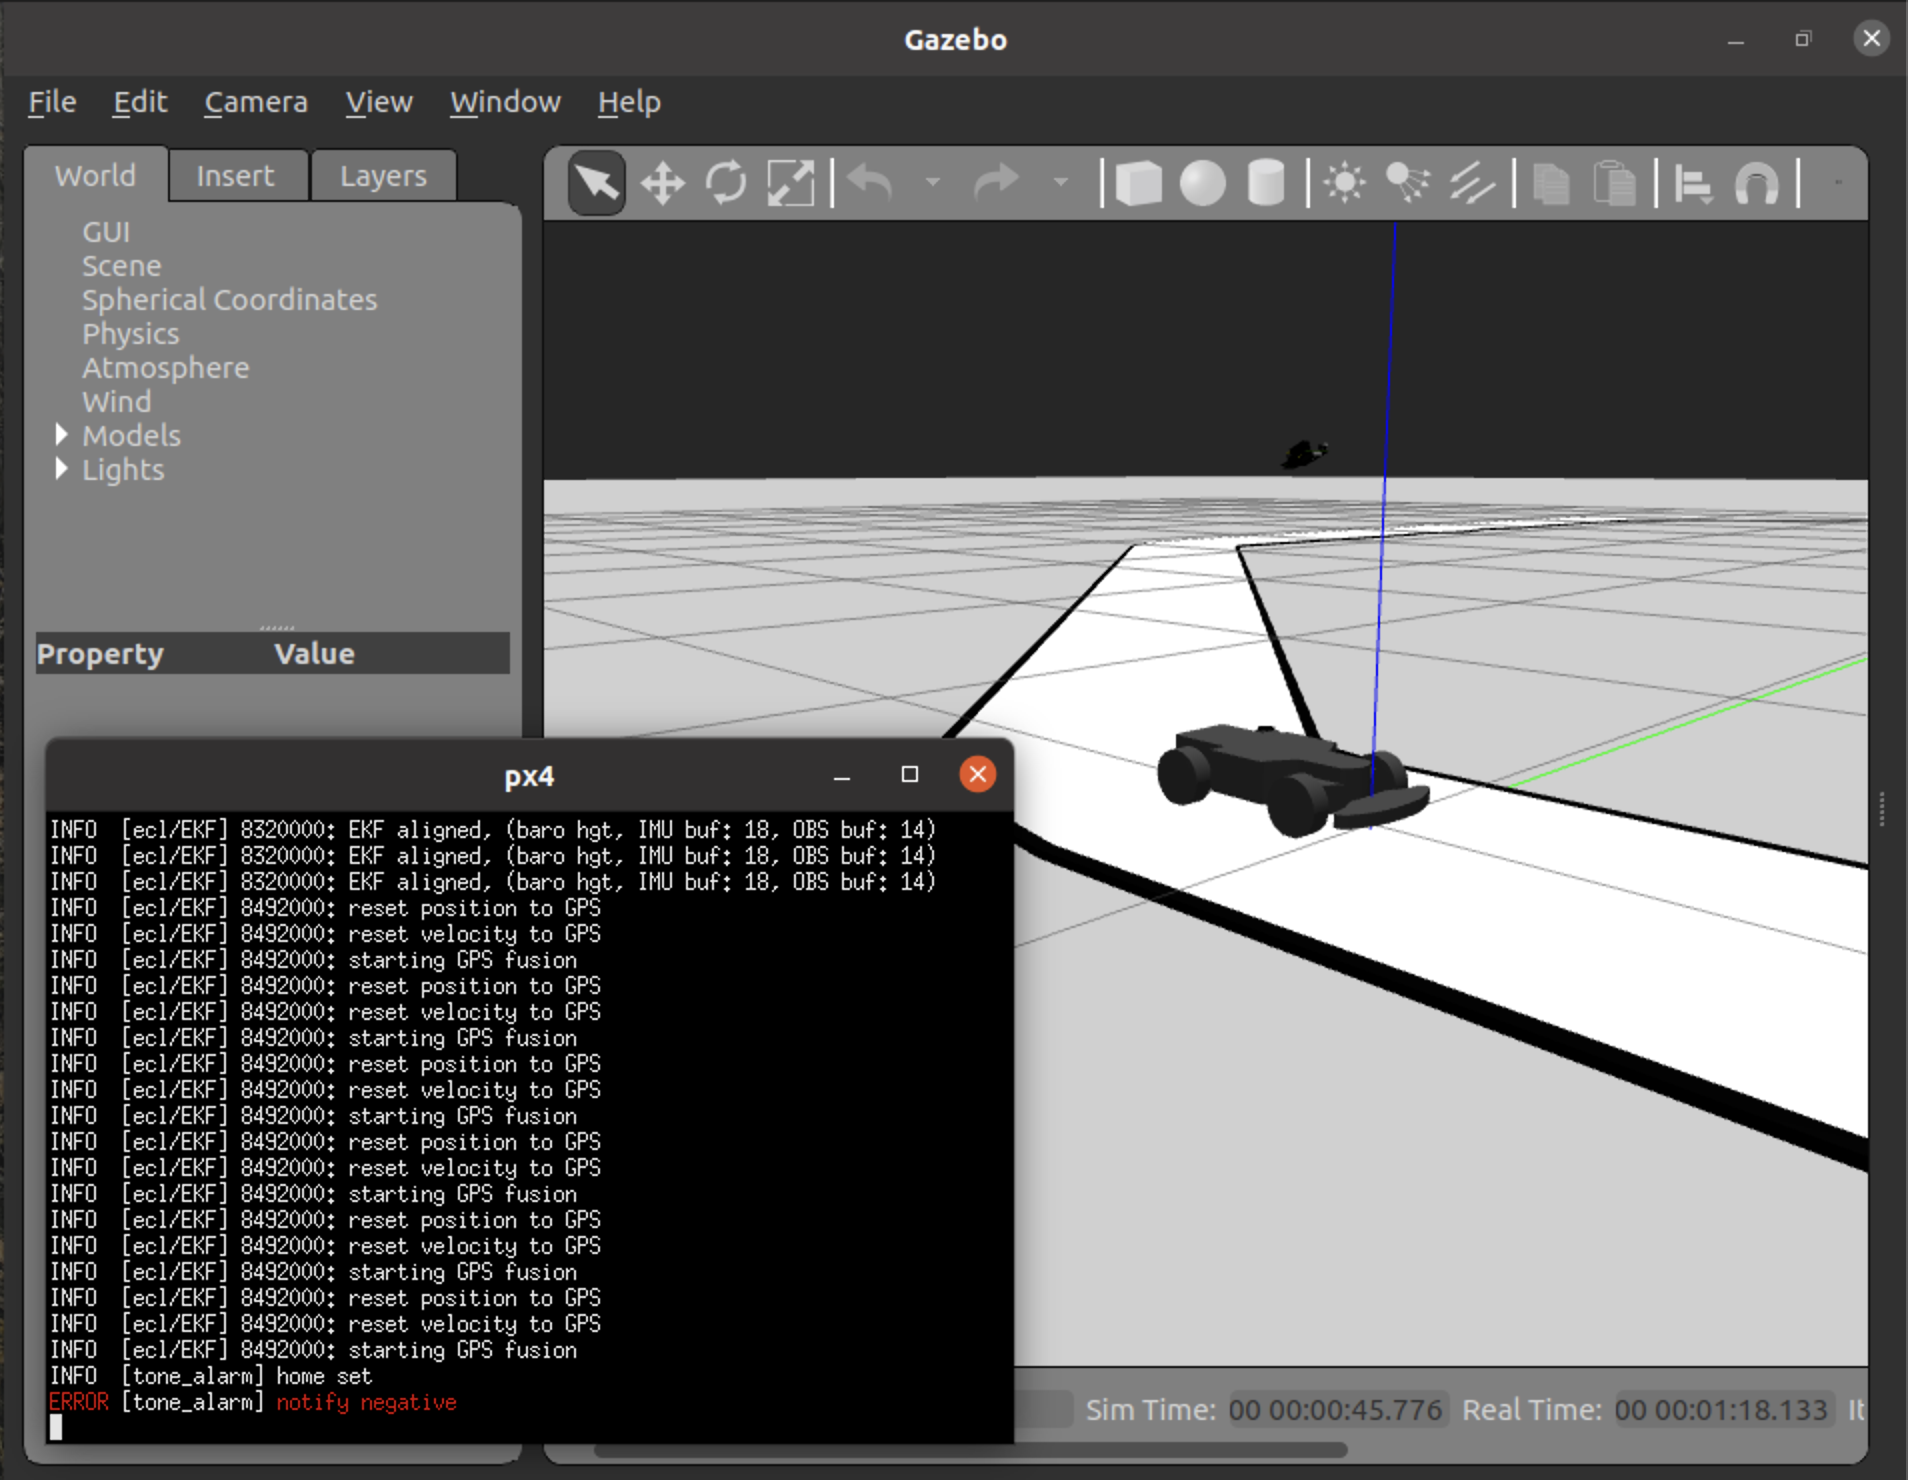 Gazebo
File Edit Camera View Window Help
World Insert Layers
GUI
Scene
Spherical Coordinates
Physics
Atmosphere
Wind
Models
Lights
Property Value
px4
INFO [ecl/EKF] 8320000: EKF aligned, (baro hgt, IMU buf: 18, OBS buf: 14)
INFO [ecl/EKF] 8320000: EKF aligned, (baro hgt, IMU buf: 18, OBS buf: 14)
INFO [ecl/EKF] 8320000: EKF aligned, (baro hgt, IMU buf: 18, OBS buf: 14)
INFO [ecl/EKF] 8492000: reset position to GPS
INFO [ecl/EKF] 8492000: reset velocity to GPS
INFO [ecl/EKF] 8492000: starting GPS fusion
INFO [ecl/EKF] 8492000: reset position to GPS
INFO [ecl/EKF] 8492000: reset velocity to GPS
INFO [ecl/EKF] 8492000: starting GPS fusion
INFO [ecl/EKF] 8492000: reset position to GPS
INFO [ecl/EKF] 8492000: reset velocity to GPS
INFO [ecl/EKF] 8492000: starting GPS fusion
INFO [ecl/EKF] 8492000: reset position to GPS
INFO [ecl/EKF] 8492000: reset velocity to GPS
INFO [ecl/EKF] 8492000: starting GPS fusion
INFO [ecl/EKF] 8492000: reset position to GPS
INFO [ecl/EKF] 8492000: reset velocity to GPS
INFO [ecl/EKF] 8492000: starting GPS fusion
INFO [ecl/EKF] 8492000: reset position to GPS
INFO [ecl/EKF] 8492000: reset velocity to GPS
INFO [ecl/EKF] 8492000: starting GPS fusion
INFO [tone_alarm] home set
ERROR [tone_alarm] notify negative
Sim Time: 00 00:00:45.776 Real Time: 00 00:01:18.133 It